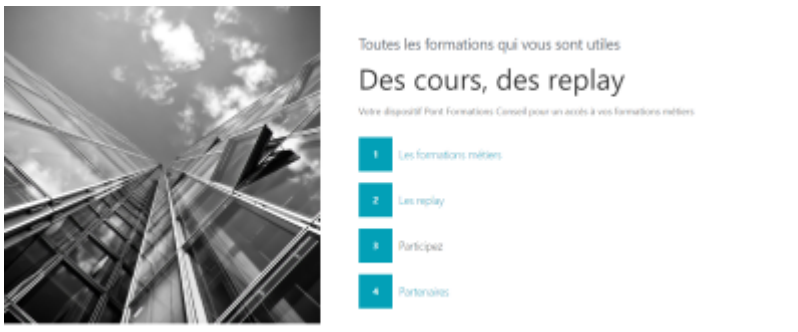 Toutes les formations qui vous sont utiles
Des cours, des replay
Votre dispositif Pont Formations Conseil pour un accès à vos formations métiers
1 Les formations métiers
2 Les replay
3 Participez
4 Partenaires